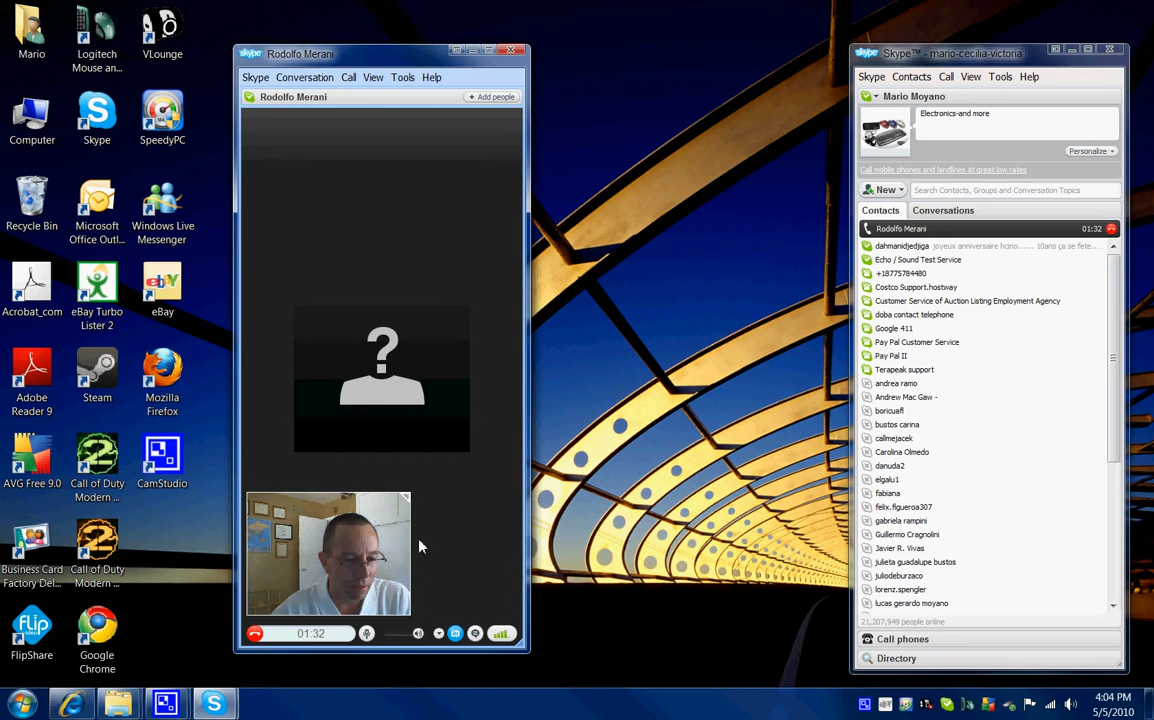 Mario
Logitech
Mouse an...
VLounge
Computer
Skype
SpeedyPC
Recycle Bin
Microsoft
Office Outl...
Windows Live
Messenger
Acrobat_com
eBay Turbo
Lister 2
eBay
Adobe
Reader 9
Steam
Mozilla
Firefox
AVG Free 9.0
Call of Duty
Modern ...
CamStudio
Business Card
Factory Del...
Call of Duty
Modern ...
FlipShare
Google
Chrome
Rodolfo Merani
Skype Conversation Call View Tools Help
Rodolfo Merani
+ Add people
01:32
Skype™ - mario-cecilia-victoria
Skype Contacts Call View Tools Help
Mario Moyano
Electronics-and more
Personalize
Call mobile phones and landlines at great low rates
New
Search Contacts, Groups and Conversation Topics
Contacts Conversations
Rodolfo Merani 01:32
dahmanidjedjiga joyeux anniversaire hcino...... 10ans ça se fete....
Echo / Sound Test Service
+18775784480
Costco Support.hostway
Customer Service of Auction Listing Employment Agency
doba contact telephone
Google 411
Pay Pal Customer Service
Pay Pal II
Terapeak support
andrea ramo
Andrew Mac Gaw -
boricuafl
bustos carina
callmejacek
Carolina Olmedo
danuda2
elgalu1
fabiana
felix.figueroa307
gabriela rampini
Guillermo Cragnolini
Javier R. Vivas
julieta guadalupe bustos
juliodeburzaco
lorenz.spengler
lucas gerardo moyano
21,207,949 people online
Call phones
Directory
4:04 PM
5/5/2010